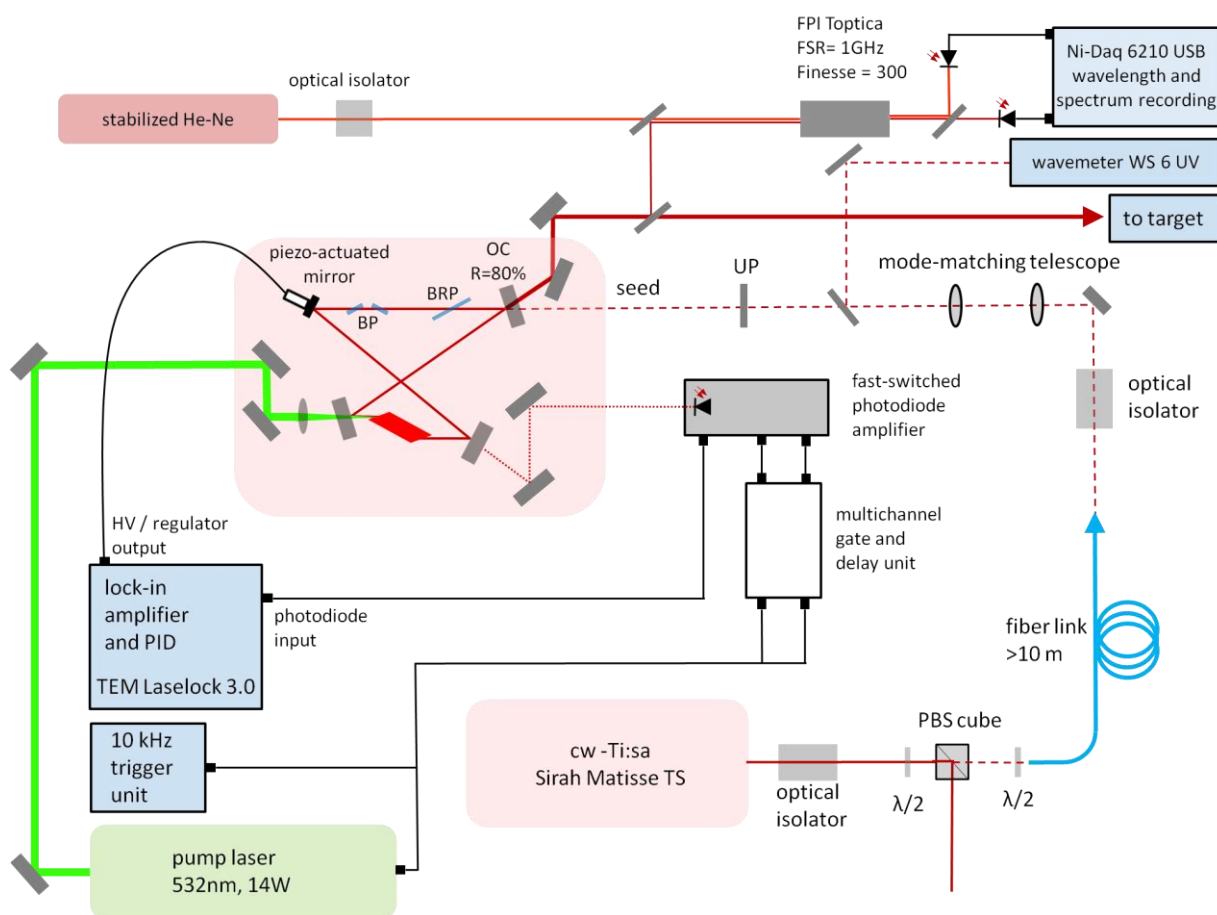 FPI Toptica
FSR= 1GHz
Finesse = 300
Ni-Daq 6210 USB
wavelength and
spectrum recording
optical isolator
stabilized He-Ne
wavemeter WS 6 UV
to target
piezo-actuated
mirror
OC
R=80%
BRP
BP
seed
UP
mode-matching telescope
fast-switched
photodiode
amplifier
optical
isolator
HV / regulator
output
multichannel
gate and
delay unit
lock-in
amplifier
and PID
TEM Laselock 3.0
photodiode
input
fiber link
>10 m
10 kHz
trigger
unit
cw -Ti:sa
Sirah Matisse TS
PBS cube
optical
isolator
λ/2
λ/2
pump laser
532nm, 14W